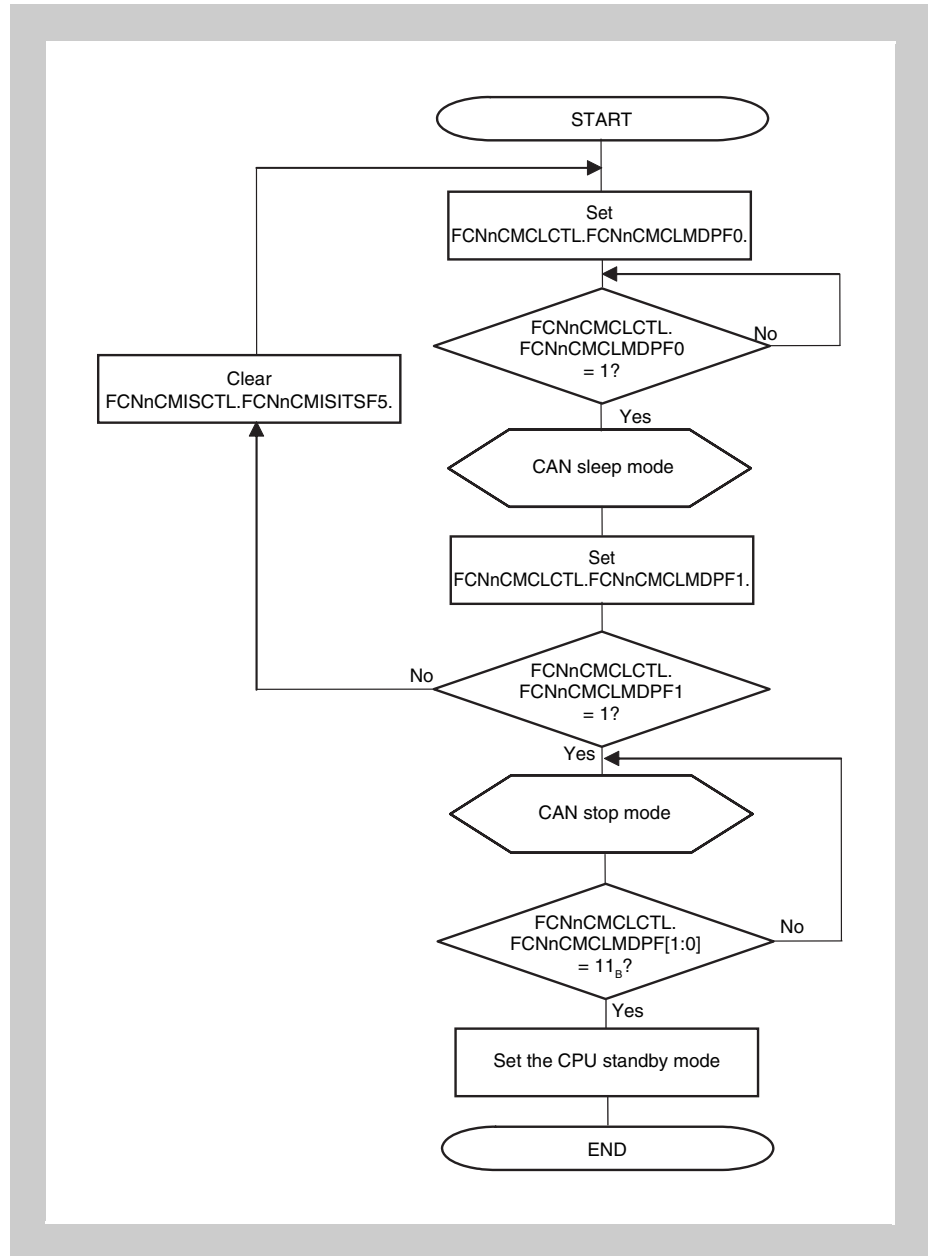 START
Set
FCNnCMCLCTL.FCNnCMCLMDPF0.
FCNnCMCLCTL.
FCNnCMCLMDPF0
= 1?
No
Clear
FCNnCMISCTL.FCNnCMISITSF5.
Yes
CAN sleep mode
Set
FCNnCMCLCTL.FCNnCMCLMDPF1.
No
FCNnCMCLCTL.
FCNnCMCLMDPF1
= 1?
Yes
CAN stop mode
FCNnCMCLCTL.
FCNnCMCLMDPF[1:0]
= 11B?
No
Yes
Set the CPU standby mode
END